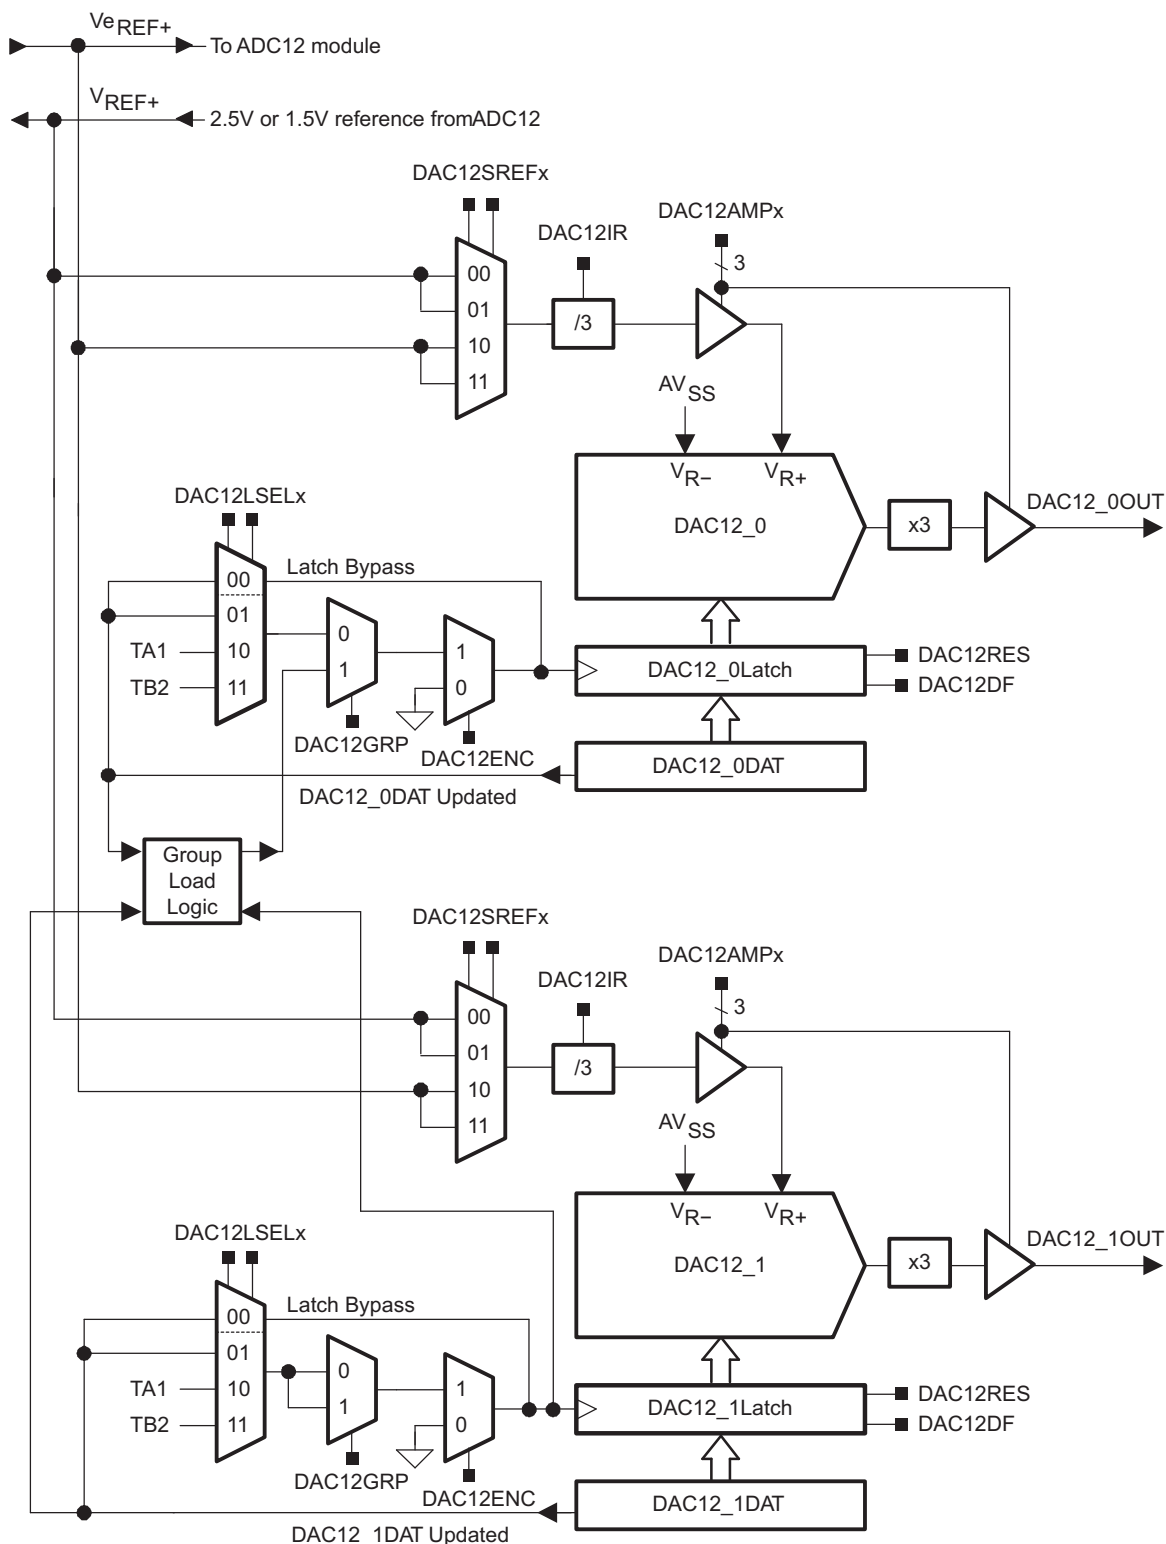 VeREF+
To ADC12 module
VREF+
2.5V or 1.5V reference fromADC12
DAC12SREFx
DAC12AMPx
DAC12IR
3
00
01
10
11
/3
AVSS
VR−
VR+
DAC12_0
x3
DAC12_0OUT
DAC12LSELx
Latch Bypass
00
01
TA1
10
TB2
11
0
1
1
0
DAC12GRP
DAC12ENC
DAC12_0Latch
DAC12RES
DAC12DF
DAC12_0DAT
DAC12_0DAT Updated
Group
Load
Logic
DAC12SREFx
DAC12AMPx
DAC12IR
3
00
01
10
11
/3
AVSS
VR−
VR+
DAC12_1
x3
DAC12_1OUT
DAC12LSELx
Latch Bypass
00
01
TA1
10
TB2
11
0
1
1
0
DAC12GRP
DAC12ENC
DAC12_1Latch
DAC12RES
DAC12DF
DAC12_1DAT
DAC12_1DAT Updated